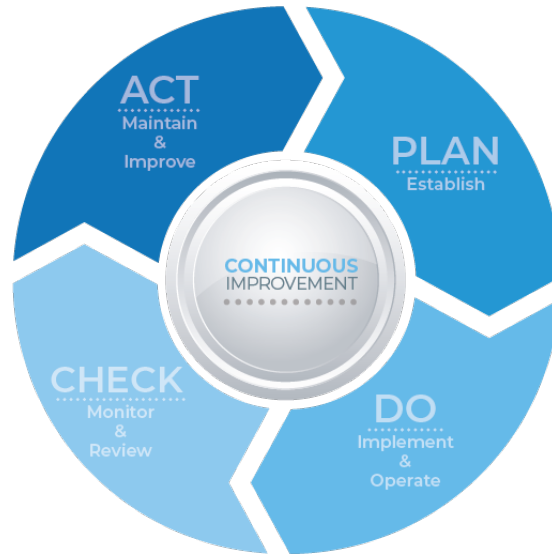 ACT
Maintain
&
Improve
PLAN
Establish
CONTINUOUS
IMPROVEMENT
CHECK
Monitor
&
Review
DO
Implement
&
Operate